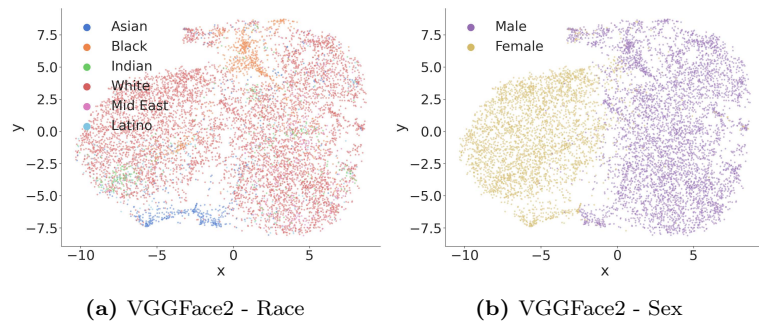 Asian
Black
Indian
White
Mid East
Latino
y
7.5
5.0
2.5
0.0
−2.5
−5.0
−7.5
−10
−5
0
5
x
(a) VGGFace2 - Race
Male
Female
y
7.5
5.0
2.5
0.0
−2.5
−5.0
−7.5
−10
−5
0
5
x
(b) VGGFace2 - Sex